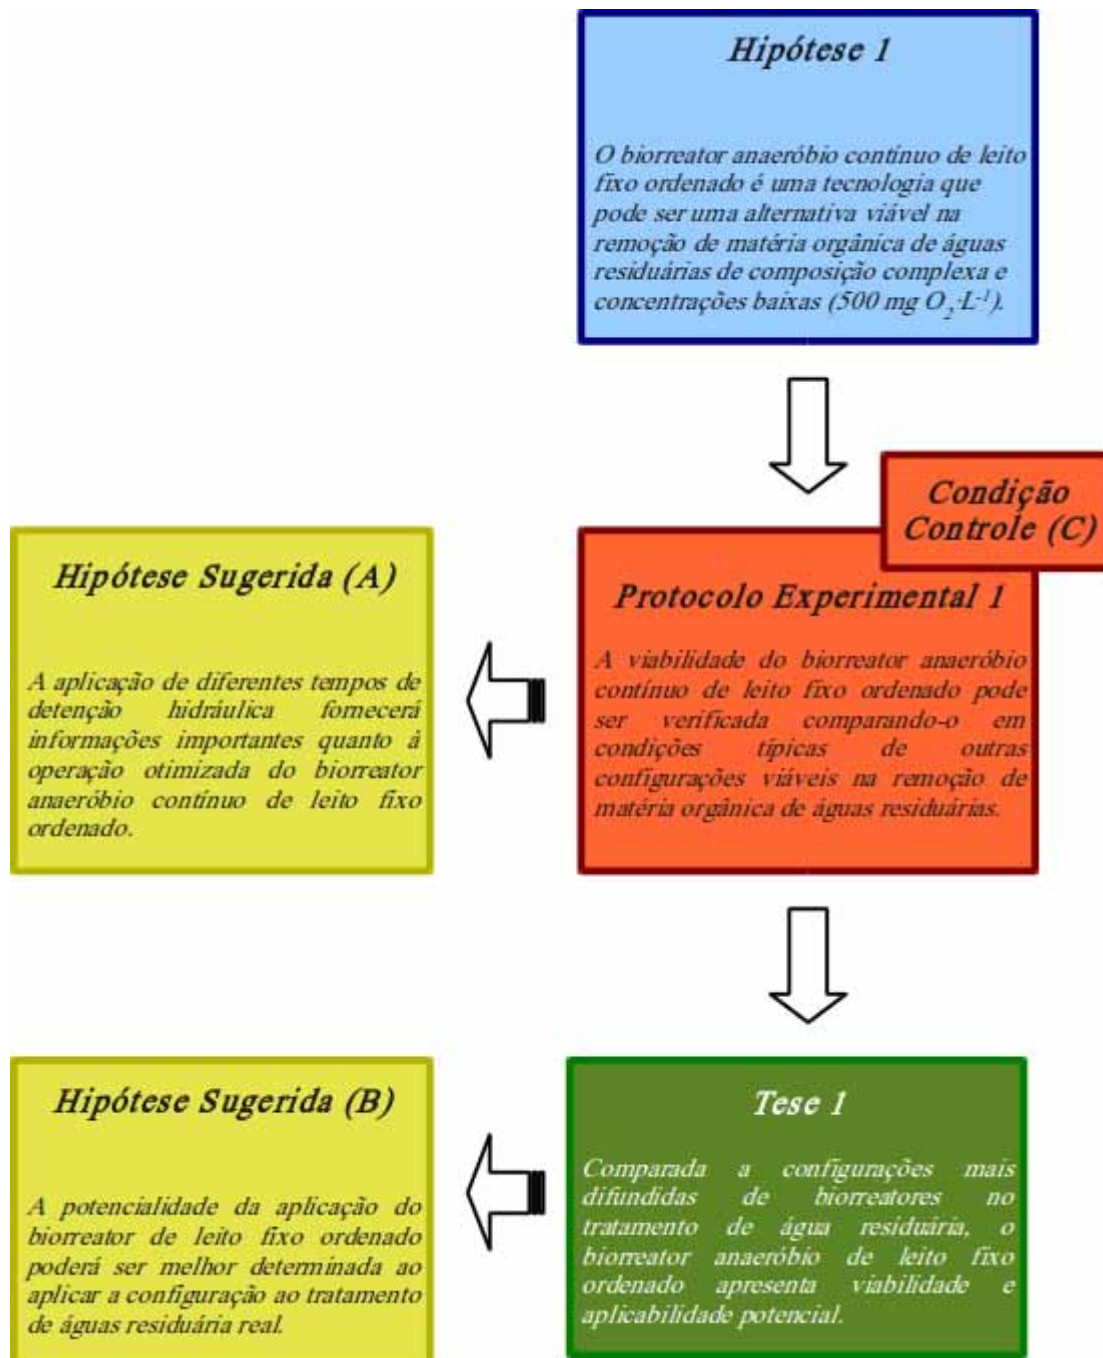 Hipótese 1
O biorreator anaeróbio contínuo de leito
fixo ordenado é uma tecnologia que
pode ser uma alternativa viável na
remoção de matéria orgânica de águas
residuárias de composição complexa e
concentrações baixas (500 mg O₂·L⁻¹).
Condição
Controle (C)
Protocolo Experimental 1
A viabilidade do biorreator anaeróbio
contínuo de leito fixo ordenado pode
ser verificada comparando-o em
condições típicas de outras
configurações viáveis na remoção de
matéria orgânica de águas residuárias.
Hipótese Sugerida (A)
A aplicação de diferentes tempos de
detenção hidráulica fornecerá
informações importantes quanto à
operação otimizada do biorreator
anaeróbio contínuo de leito fixo
ordenado.
Tese 1
Comparada a configurações mais
difundidas de biorreatores no
tratamento de água residuária, o
biorreator anaeróbio de leito fixo
ordenado apresenta viabilidade e
aplicabilidade potencial.
Hipótese Sugerida (B)
A potencialidade da aplicação do
biorreator de leito fixo ordenado
poderá ser melhor determinada ao
aplicar a configuração ao tratamento
de águas residuária real.